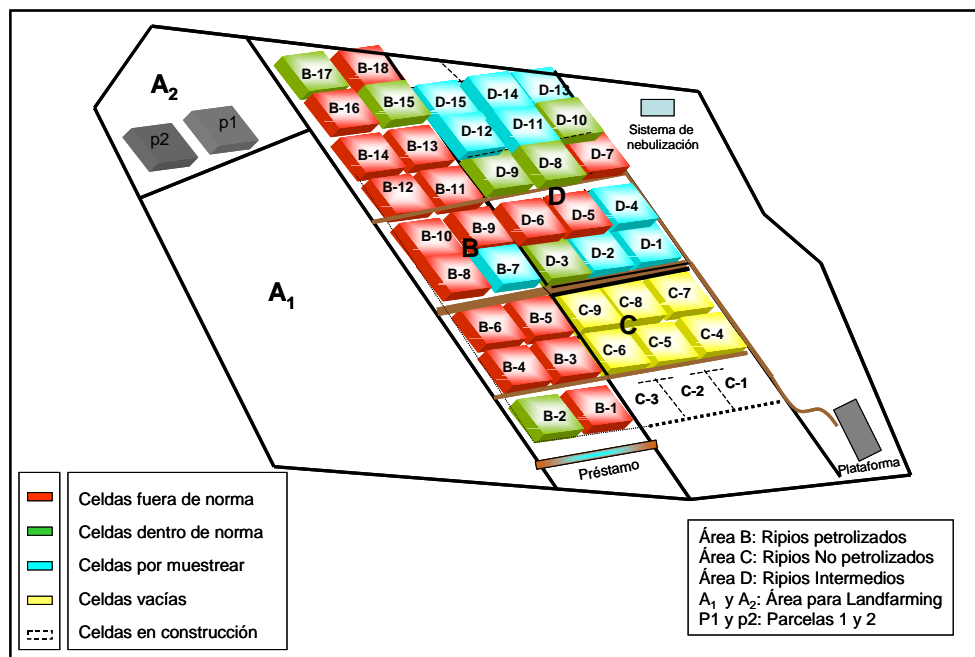 A2
p2
p1
A1
B-17
B-18
B-16
B-15
D-15
D-14
D-13
D-12
D-11
D-10
B-14
B-13
D-9
D-8
D-7
B-12
B-11
D
B-10
B-9
D-6
D-5
D-4
B
B-8
B-7
D-3
D-2
D-1
B-6
B-5
C-9
C-8
C-7
C
B-4
B-3
C-6
C-5
C-4
B-2
B-1
C-3
C-2
C-1
Préstamo
Sistema de
nebulización
Plataforma
Celdas fuera de norma
Celdas dentro de norma
Celdas por muestrear
Celdas vacías
Celdas en construcción
Área B: Ripios petrolizados
Área C: Ripios No petrolizados
Área D: Ripios Intermedios
A1 y A2: Área para Landfarming
P1 y p2: Parcelas 1 y 2